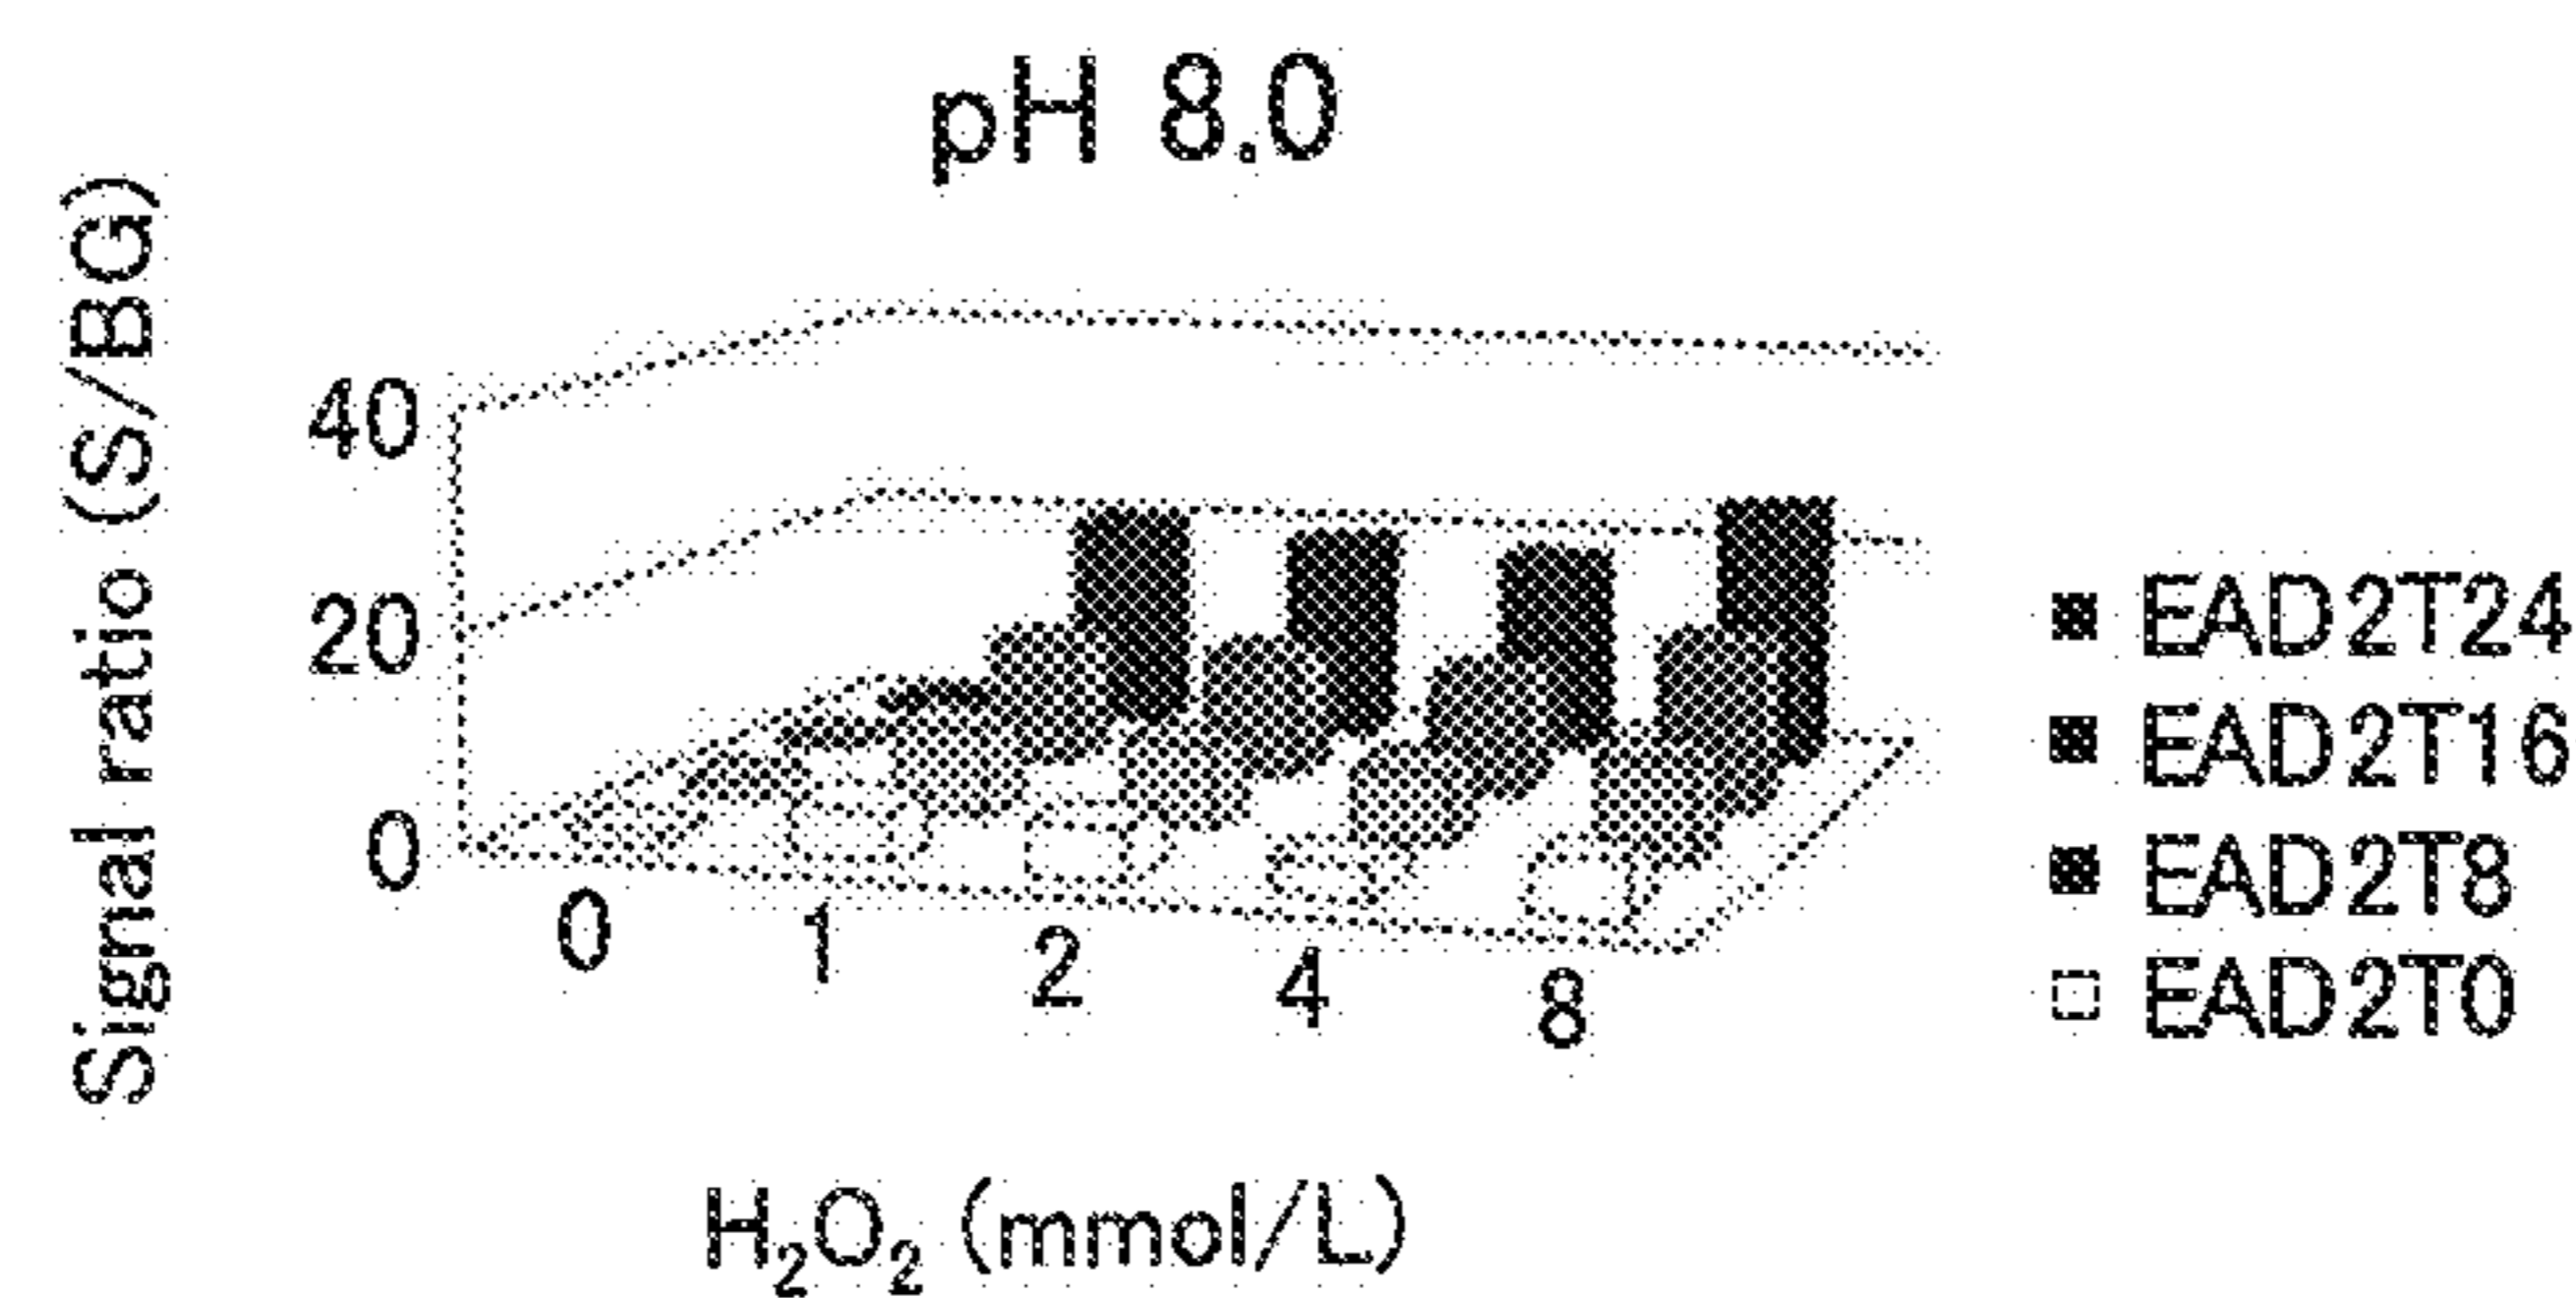 pH 8.0
Signal ratio (S/BG)
40
20
0
0 1 2 4 8
H₂O₂ (mmol/L)
EAD2T24
EAD2T16
EAD2T8
EAD2T0